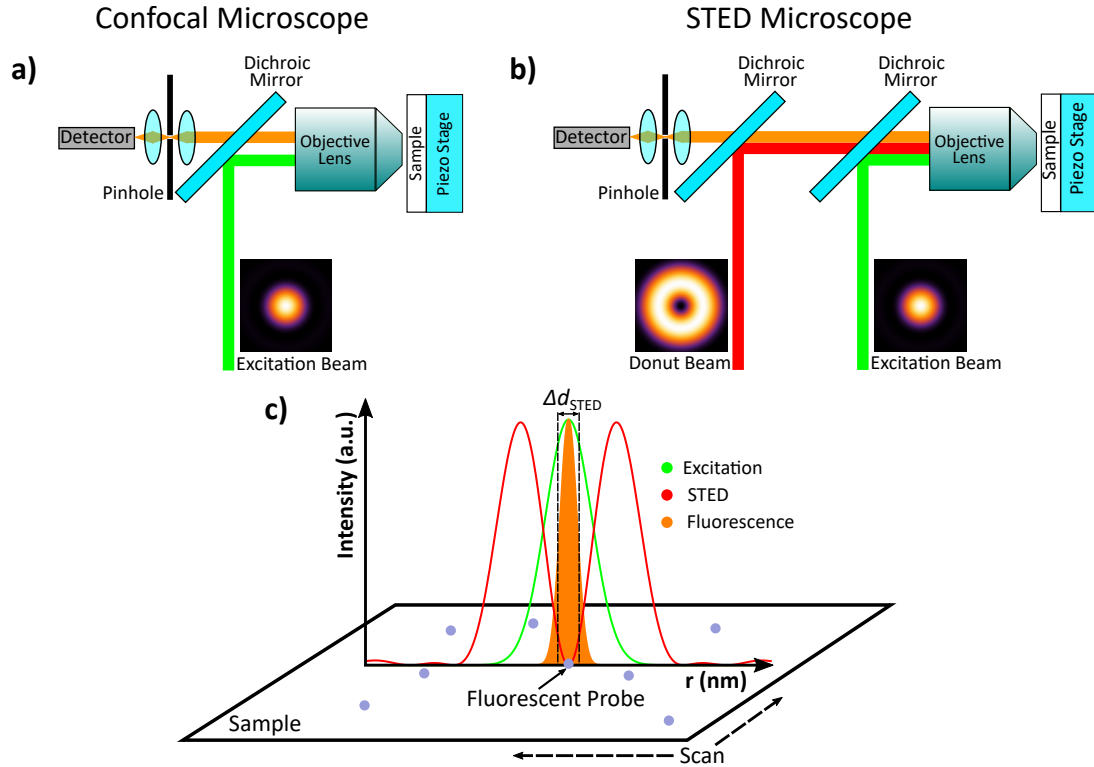 Confocal Microscope
STED Microscope
a)
Dichroic
Mirror
Detector
Pinhole
Objective
Lens
Sample
Piezo Stage
Excitation Beam
b)
Dichroic
Mirror
Dichroic
Mirror
Detector
Pinhole
Objective
Lens
Sample
Piezo Stage
Donut Beam
Excitation Beam
c)
Δd STED
Intensity (a.u.)
Excitation
STED
Fluorescence
r (nm)
Fluorescent Probe
Sample
Scan